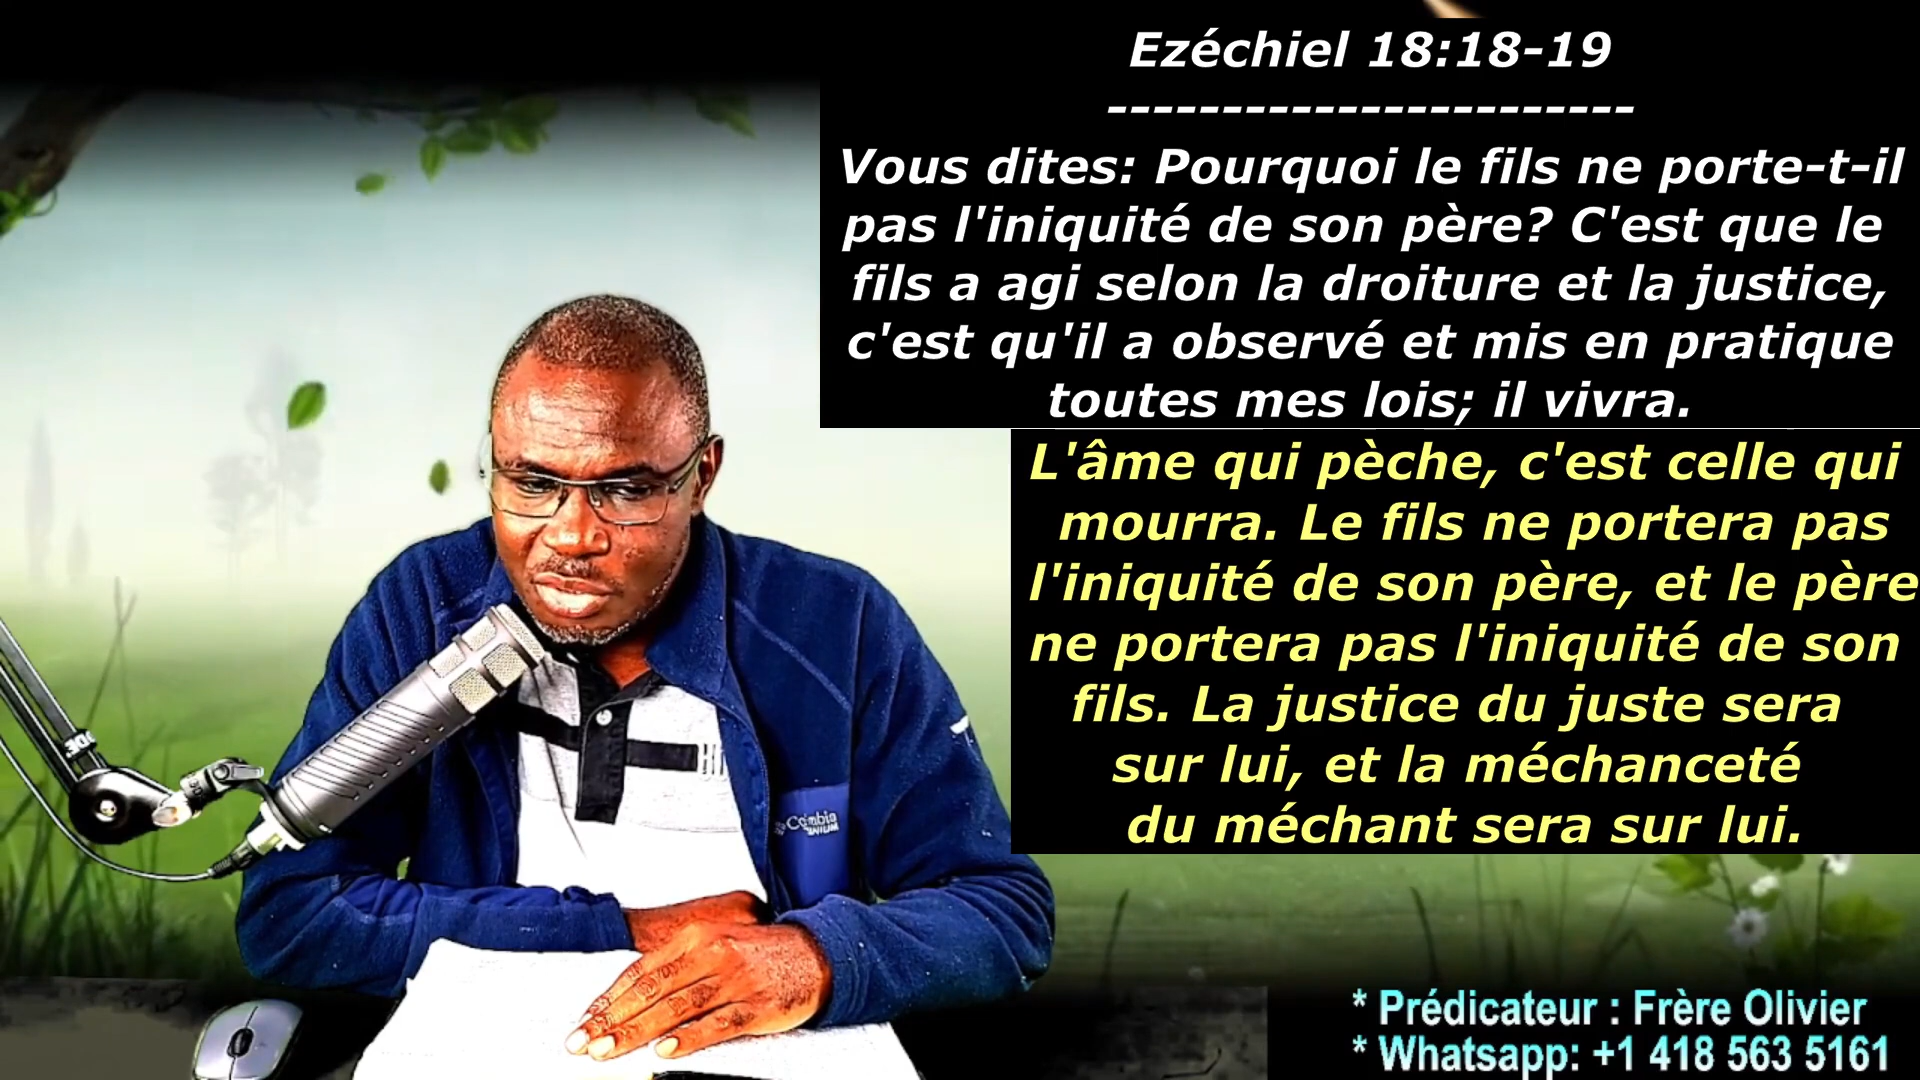 Ezéchiel 18:18-19
-----------------------
Vous dites: Pourquoi le fils ne porte-t-il
pas l'iniquité de son père? C'est que le
fils a agi selon la droiture et la justice,
c'est qu'il a observé et mis en pratique
toutes mes lois; il vivra.
L'âme qui pèche, c'est celle qui
mourra. Le fils ne portera pas
l'iniquité de son père, et le père
ne portera pas l'iniquité de son
fils. La justice du juste sera
sur lui, et la méchanceté
du méchant sera sur lui.
Columbia
* Prédicateur : Frère Olivier
* Whatsapp: +1 418 563 5161